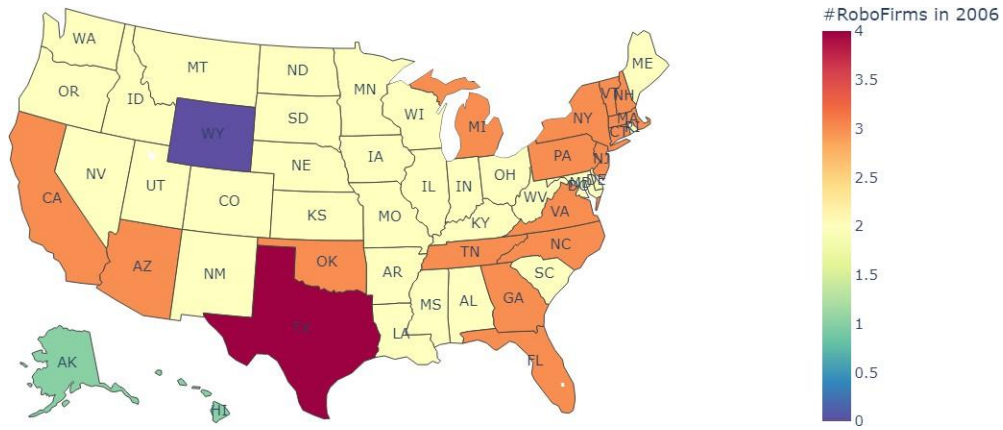 #RoboFirms in 2006
WA
MT
ND
MN
ME
OR
ID
SD
WI
VT
NH
NY
MA
WY
MI
CT
NE
IA
PA
NJ
NV
UT
CO
IL
IN
OH
DE
CA
KS
MO
WV
VA
KY
AZ
NM
OK
TN
NC
AR
SC
MS
AL
GA
LA
TX
FL
AK
HI
4
3.5
3
2.5
2
1.5
1
0.5
0